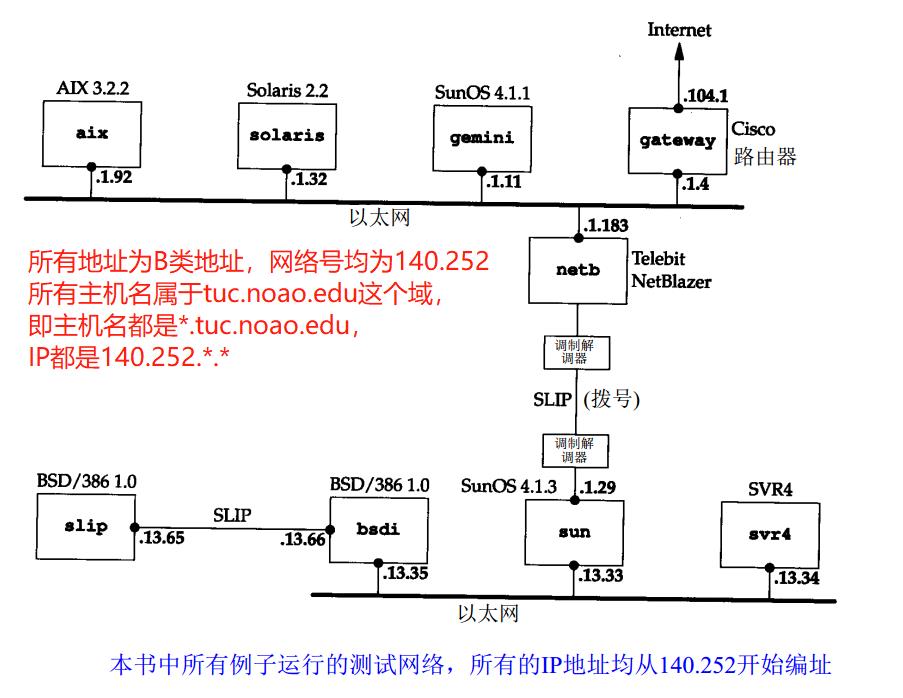 Internet
AIX 3.2.2
Solaris 2.2
SunOS 4.1.1
.104.1
aix
solaris
gemini
gateway
Cisco
路由器
.1.92
.1.32
.1.11
.1.4
以太网
.1.183
所有地址为B类地址，网络号均为140.252
所有主机名属于tuc.noao.edu这个域，
即主机名都是*.tuc.noao.edu，
IP都是140.252.*.*
netb
Telebit
NetBlazer
调制解
调器
SLIP (拨号)
调制解
调器
BSD/386 1.0
BSD/386 1.0
SunOS 4.1.3
.1.29
SVR4
slip
SLIP
bsdi
sun
svr4
.13.65
.13.66
.13.35
.13.33
.13.34
以太网
本书中所有例子运行的测试网络，所有的IP地址均从140.252开始编址